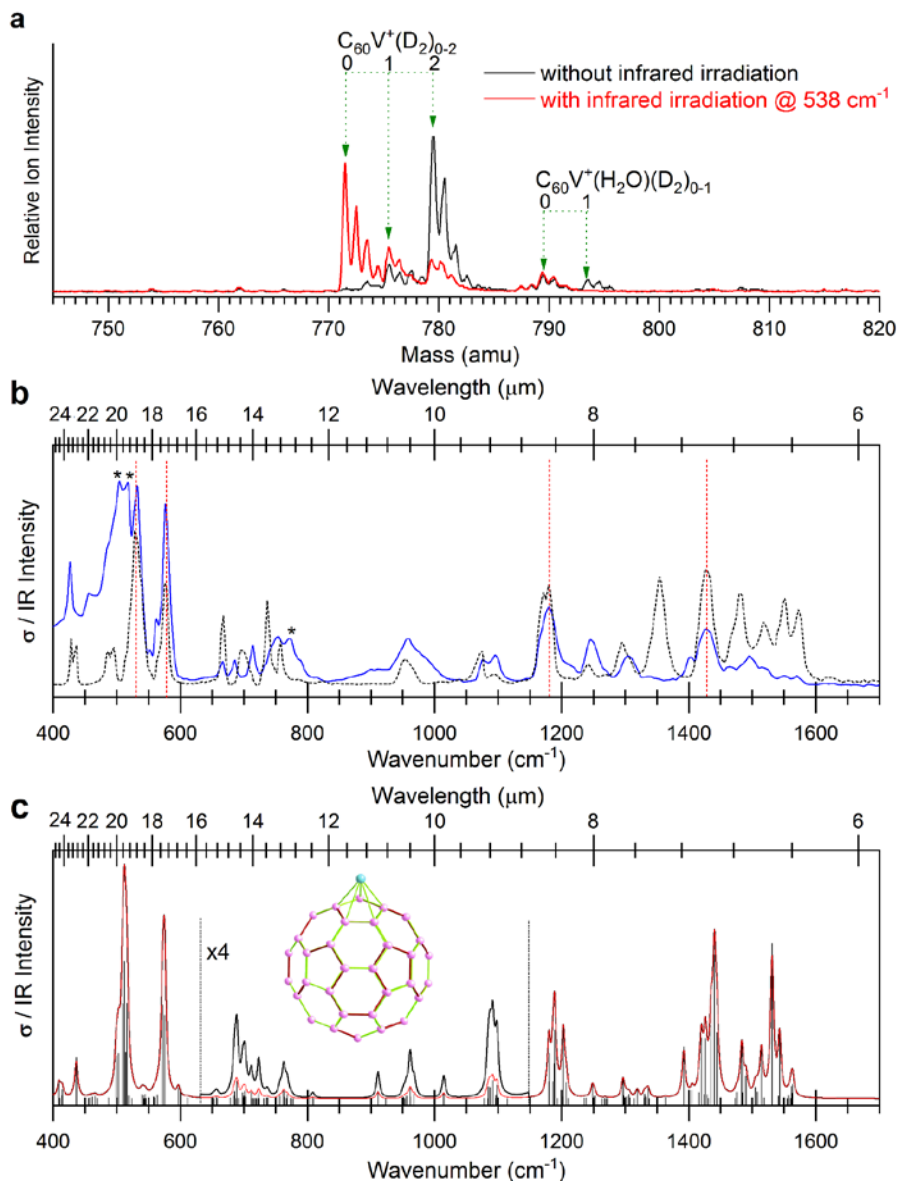 a
C₆₀V⁺(D₂)₀₋₂
0 1 2
without infrared irradiation
with infrared irradiation @ 538 cm⁻¹
C₆₀V⁺(H₂O)(D₂)₀₋₁
0 1
Relative Ion Intensity
750 760 770 780 790 800 810 820
Mass (amu)
b
Wavelength (μm)
24 22 20 18 16 14 12 10 8 6
* * *
σ / IR Intensity
400 600 800 1000 1200 1400 1600
Wavenumber (cm⁻¹)
c
Wavelength (μm)
24 22 20 18 16 14 12 10 8 6
x4
σ / IR Intensity
400 600 800 1000 1200 1400 1600
Wavenumber (cm⁻¹)